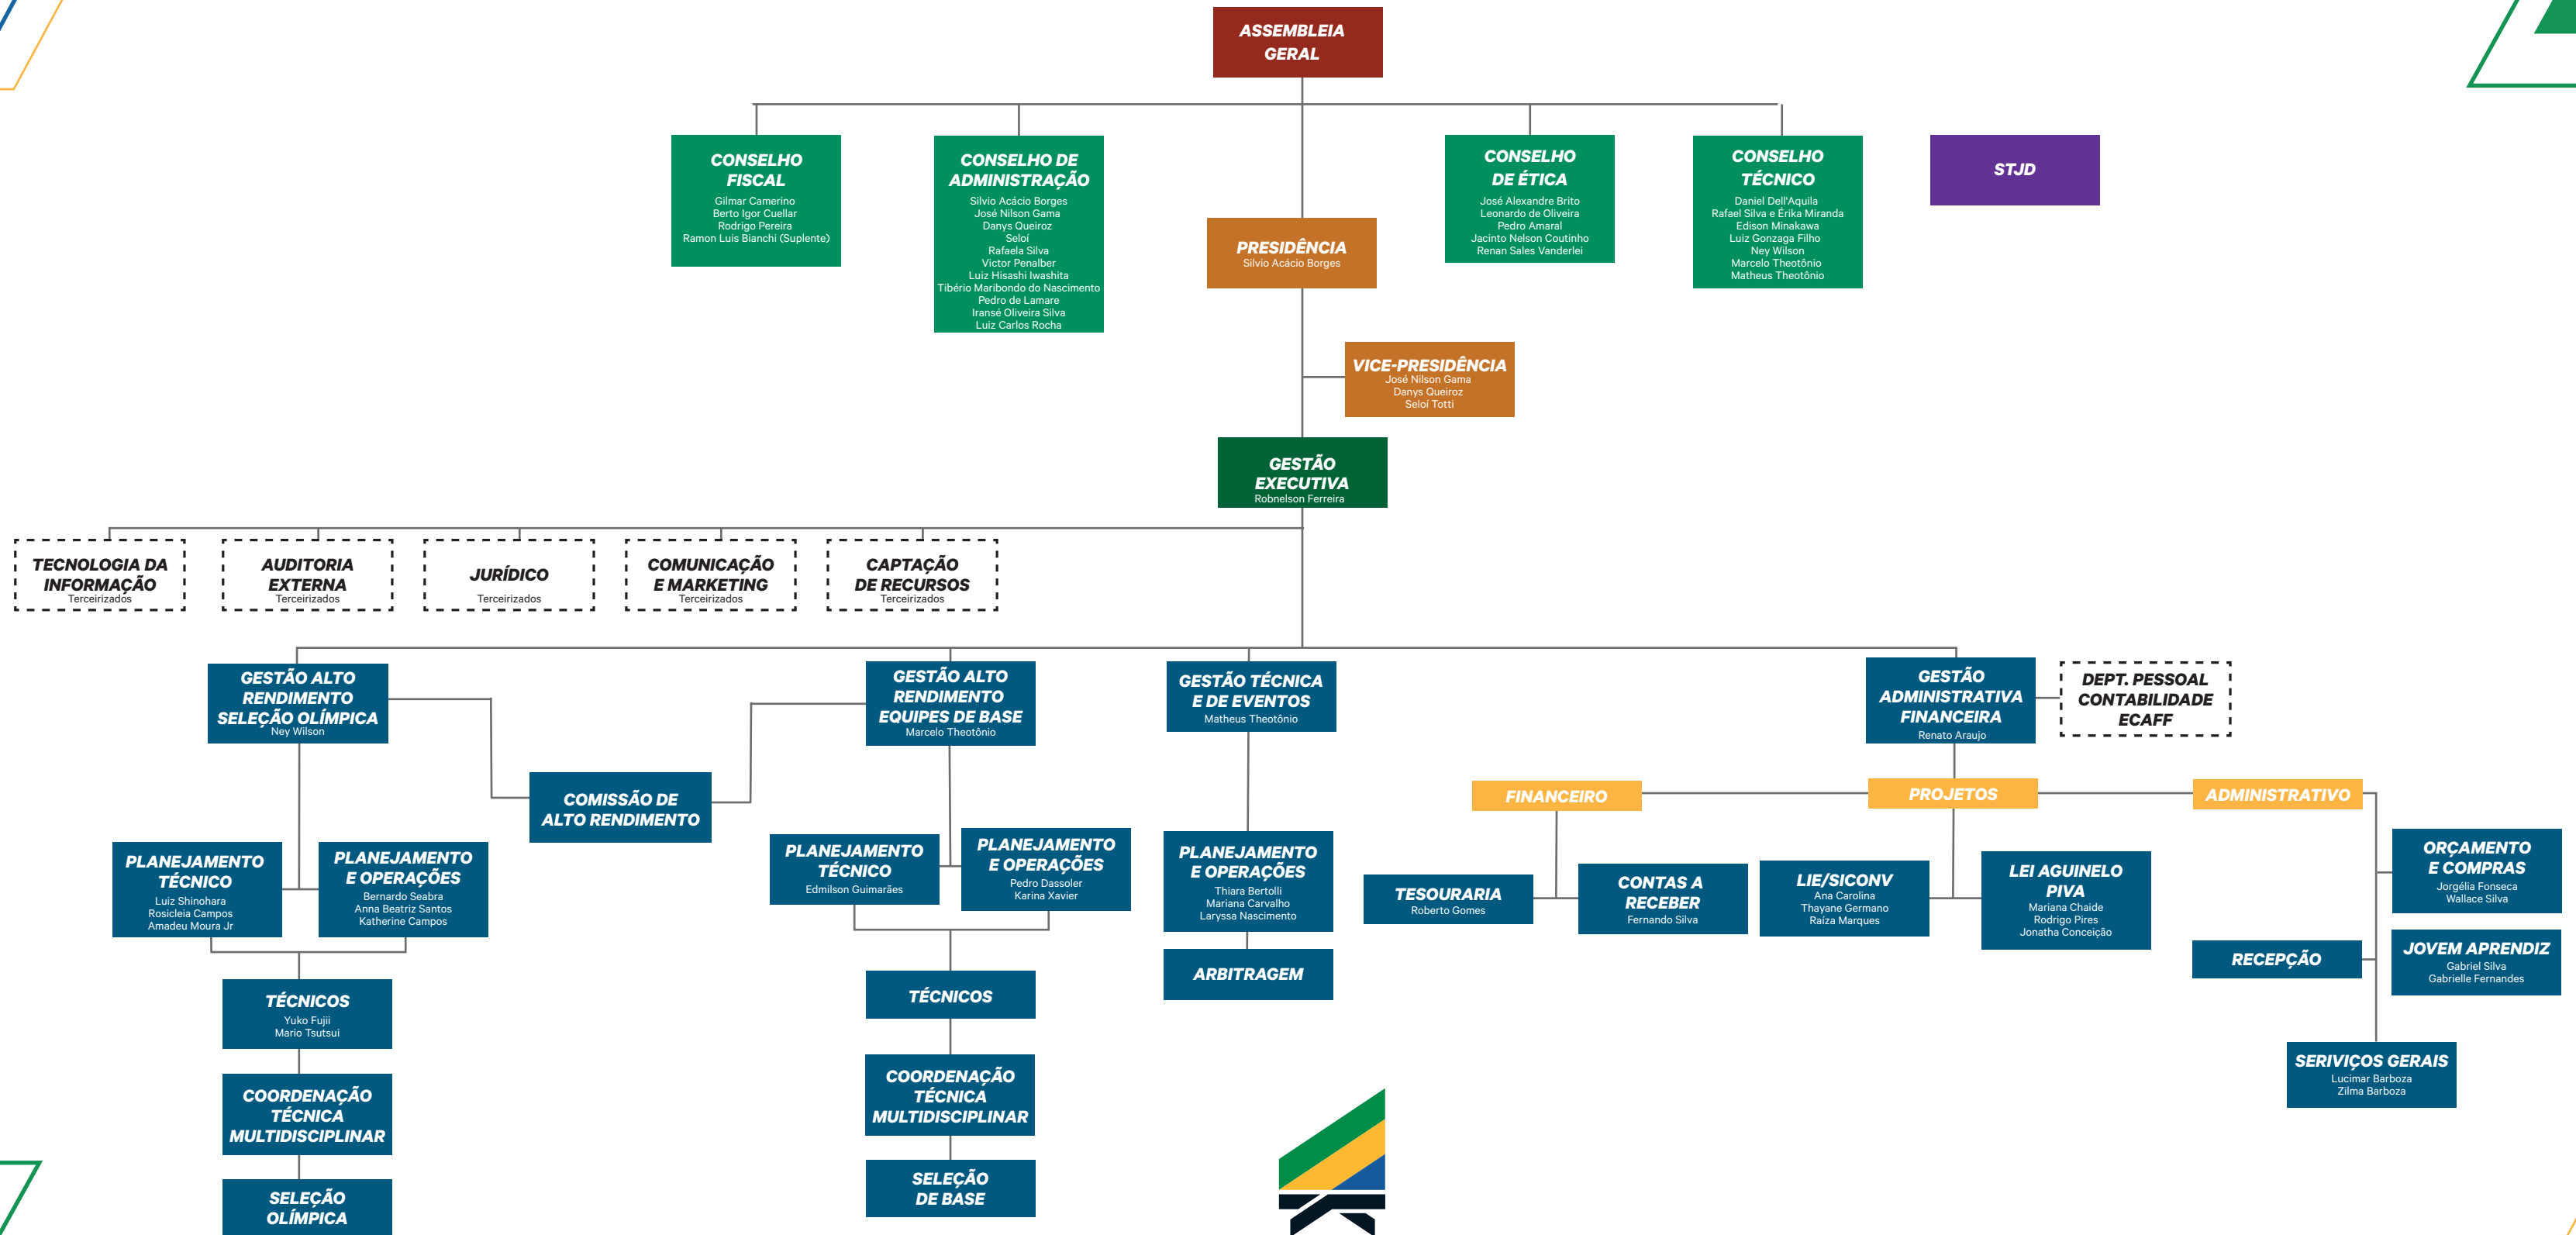 ASSEMBLEIA
GERAL
CONSELHO
FISCAL
Gilmar Camerino
Berto Igor Cuellar
Rodrigo Pereira
Ramon Luis Bianchi (Suplente)
CONSELHO DE
ADMINISTRAÇÃO
Silvio Acácio Borges
José Nilson Gama
Danys Queiroz
Seloí
Rafaela Silva
Victor Penalber
Luiz Hisashi Iwashita
Tibério Maribondo do Nascimento
Pedro de Lamare
Iransé Oliveira Silva
Luiz Carlos Rocha
PRESIDÊNCIA
Silvio Acácio Borges
CONSELHO
DE ÉTICA
José Alexandre Brito
Leonardo de Oliveira
Pedro Amaral
Jacinto Nelson Coutinho
Renan Sales Vanderlei
CONSELHO
TÉCNICO
Daniel Dell'Aquila
Rafael Silva e Érika Miranda
Edison Minakawa
Luiz Gonzaga Filho
Ney Wilson
Marcelo Theotônio
Matheus Theotônio
STJD
VICE-PRESIDÊNCIA
José Nilson Gama
Danys Queiroz
Seloí Totti
GESTÃO
EXECUTIVA
Robnelson Ferreira
TECNOLOGIA DA
INFORMAÇÃO
Terceirizados
AUDITORIA
EXTERNA
Terceirizados
JURÍDICO
Terceirizados
COMUNICAÇÃO
E MARKETING
Terceirizados
CAPTAÇÃO
DE RECURSOS
Terceirizados
GESTÃO ALTO
RENDIMENTO
SELEÇÃO OLÍMPICA
Ney Wilson
GESTÃO ALTO
RENDIMENTO
EQUIPES DE BASE
Marcelo Theotônio
GESTÃO TÉCNICA
E DE EVENTOS
Matheus Theotônio
GESTÃO
ADMINISTRATIVA
FINANCEIRA
Renato Araujo
DEPT. PESSOAL
CONTABILIDADE
ECAFF
COMISSÃO DE
ALTO RENDIMENTO
FINANCEIRO
PROJETOS
ADMINISTRATIVO
PLANEJAMENTO
TÉCNICO
Luiz Shinohara
Rosicleia Campos
Amadeu Moura Jr
PLANEJAMENTO
E OPERAÇÕES
Bernardo Seabra
Anna Beatriz Santos
Katherine Campos
PLANEJAMENTO
TÉCNICO
Edmilson Guimarães
PLANEJAMENTO
E OPERAÇÕES
Pedro Dassoler
Karina Xavier
PLANEJAMENTO
E OPERAÇÕES
Thiara Bertolli
Mariana Carvalho
Laryssa Nascimento
TESOURARIA
Roberto Gomes
CONTAS A
RECEBER
Fernando Silva
LIE/SICONV
Ana Carolina
Thayane Germano
Raíza Marques
LEI AGUINELO
PIVA
Mariana Chaide
Rodrigo Pires
Jonatha Conceição
ORÇAMENTO
E COMPRAS
Jorgélia Fonseca
Wallace Silva
RECEPÇÃO
JOVEM APRENDIZ
Gabriel Silva
Gabrielle Fernandes
ARBITRAGEM
TÉCNICOS
Yuko Fujii
Mario Tsutsui
TÉCNICOS
SERIVIÇOS GERAIS
Lucimar Barboza
Zilma Barboza
COORDENAÇÃO
TÉCNICA
MULTIDISCIPLINAR
COORDENAÇÃO
TÉCNICA
MULTIDISCIPLINAR
SELEÇÃO
OLÍMPICA
SELEÇÃO
DE BASE